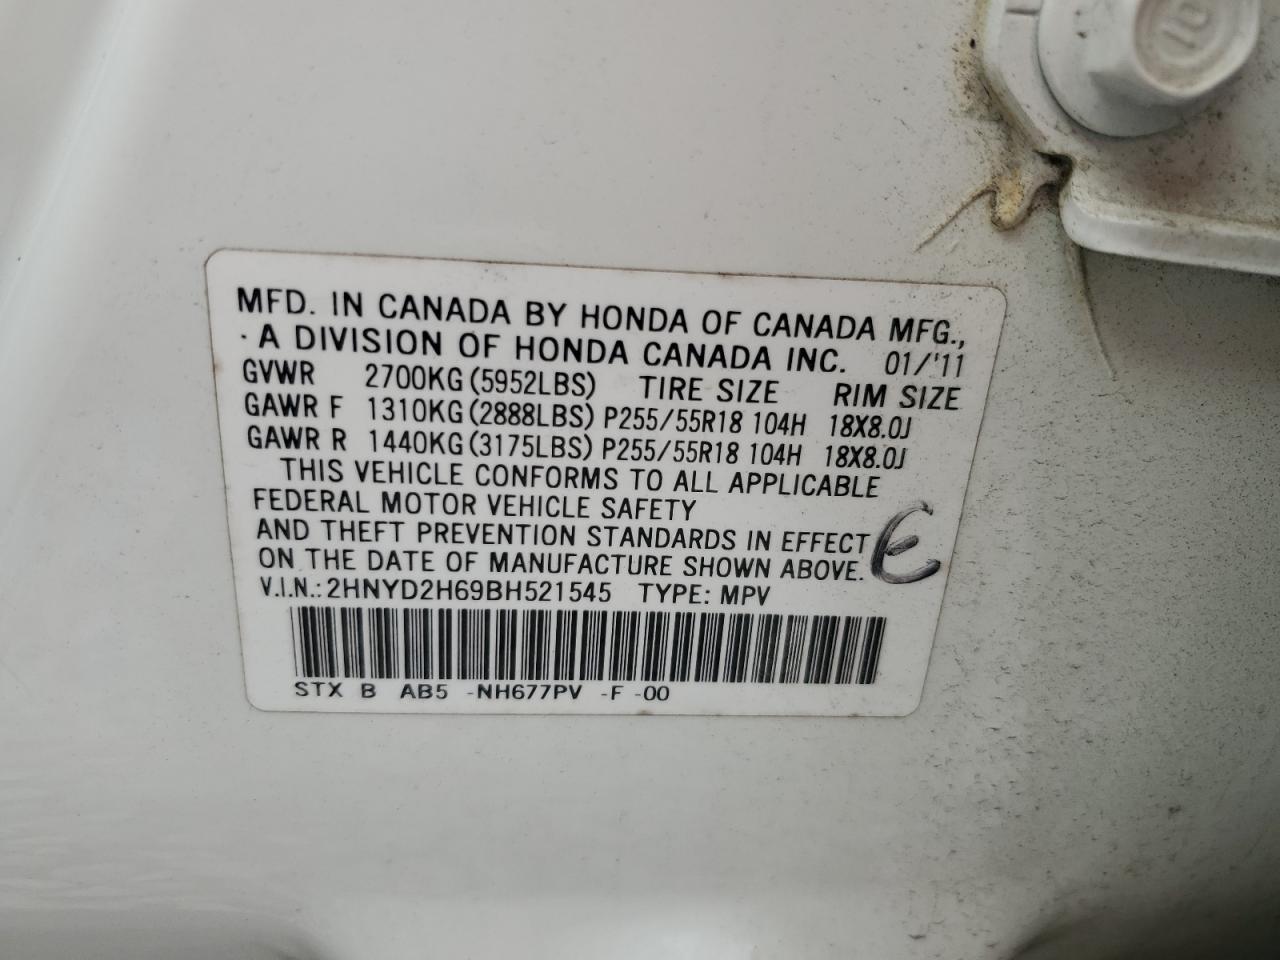 10
MFD. IN CANADA BY HONDA OF CANADA MFG.,
· A DIVISION OF HONDA CANADA INC. 01/'11
GVWR 2700KG (5952LBS) TIRE SIZE RIM SIZE
GAWR F 1310KG (2888LBS) P255/55R18 104H 18X8.0J
GAWR R 1440KG (3175LBS) P255/55R18 104H 18X8.0J
THIS VEHICLE CONFORMS TO ALL APPLICABLE
FEDERAL MOTOR VEHICLE SAFETY
AND THEFT PREVENTION STANDARDS IN EFFECT
ON THE DATE OF MANUFACTURE SHOWN ABOVE.
E
V.I.N.: 2HNYD2H69BH521545 TYPE: MPV
STX B AB5 -NH677PV -F -00